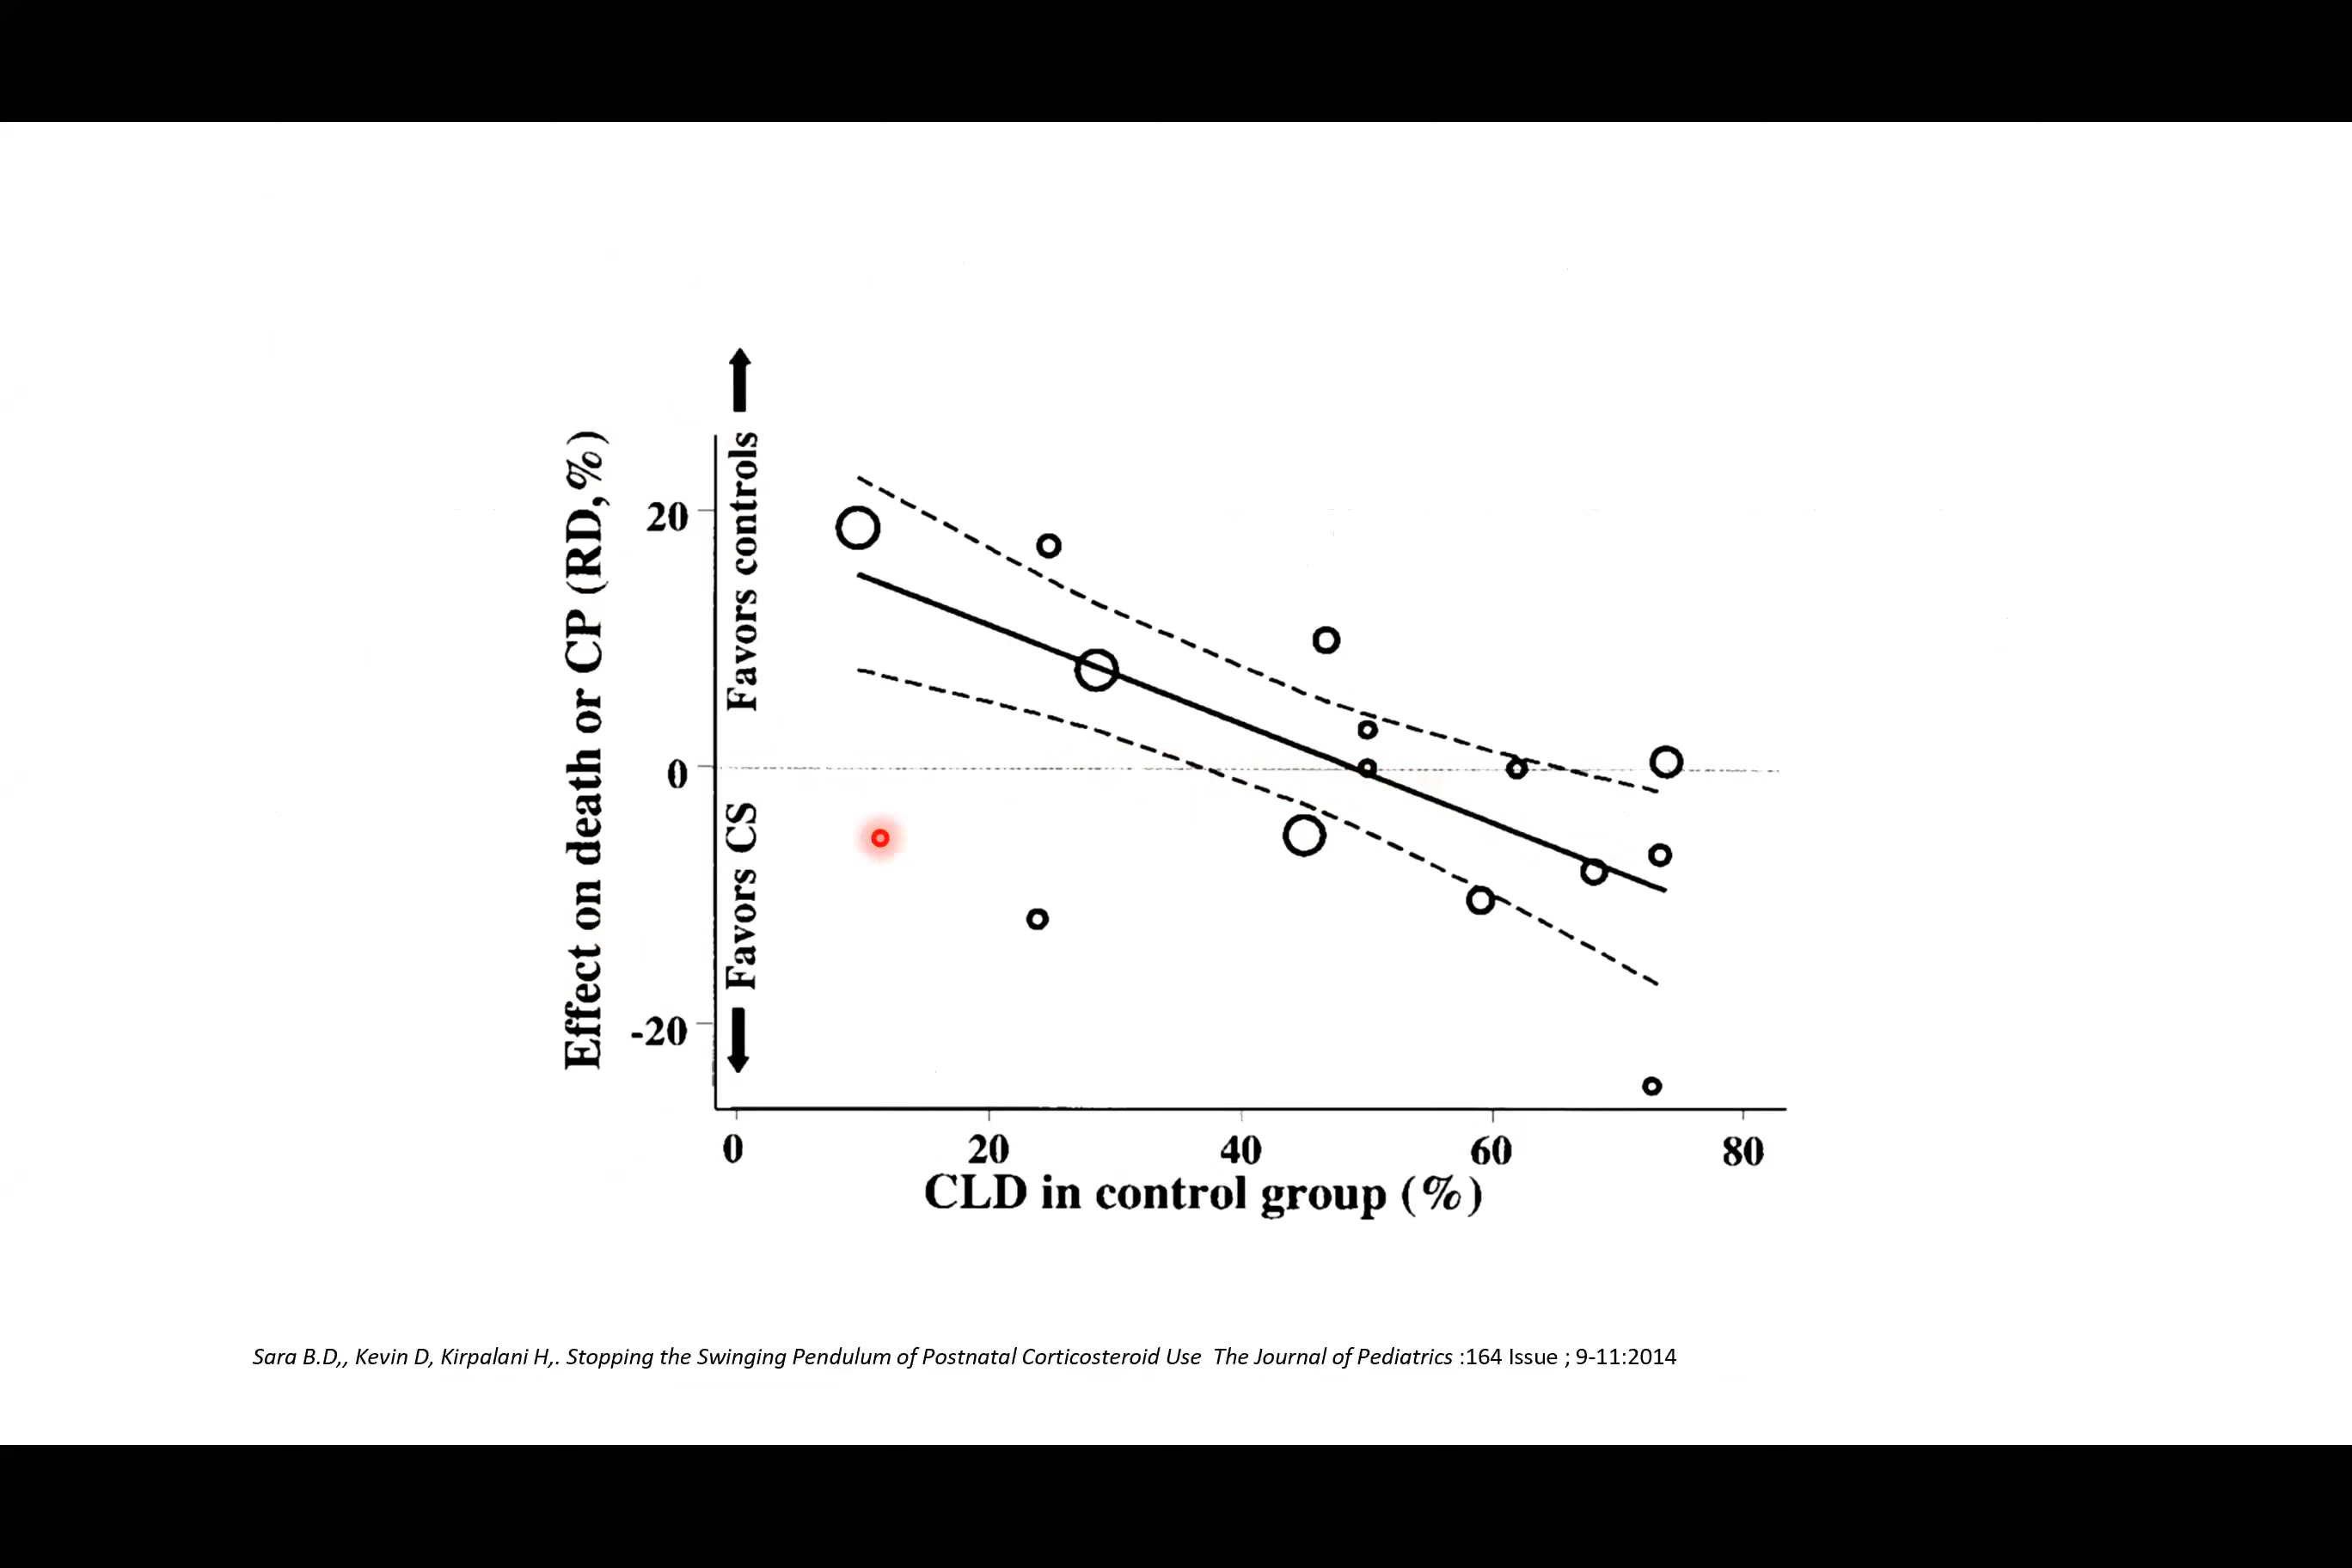 Effect on death or CP (RD,%)
Favors controls
Favors CS
20
0
-20
0 20 40 60 80
CLD in control group (%)
Sara B.D,, Kevin D, Kirpalani H,. Stopping the Swinging Pendulum of Postnatal Corticosteroid Use The Journal of Pediatrics :164 Issue ; 9-11:2014